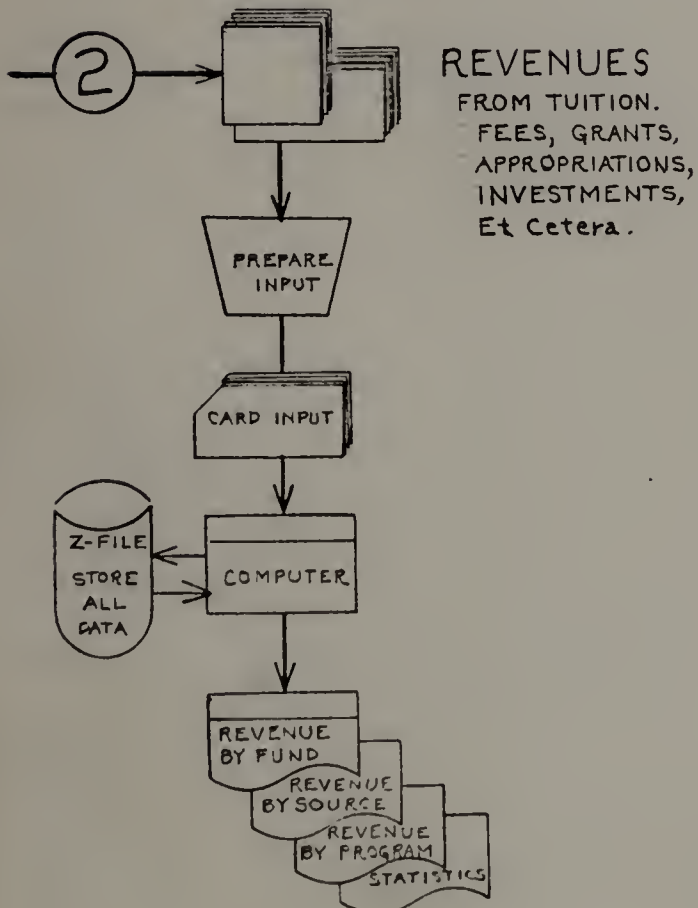 2
REVENUES
FROM TUITION.
FEES, GRANTS,
APPROPRIATIONS,
INVESTMENTS,
Et Cetera.
PREPARE
INPUT
CARD INPUT
Z-FILE
STORE
ALL
DATA
COMPUTER
REVENUE
BY FUND
REVENUE
BY SOURCE
REVENUE
BY PROGRAM
STATISTICS